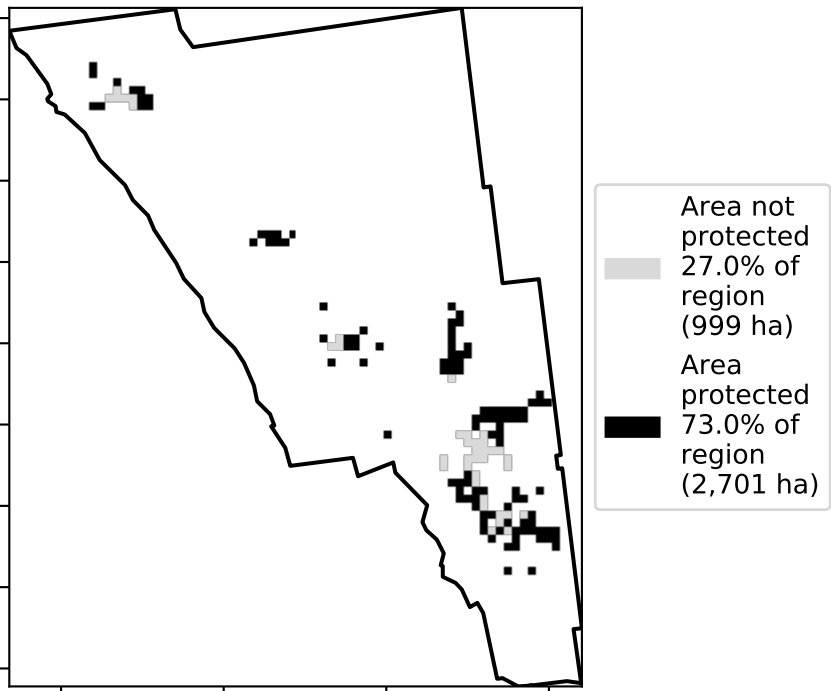 Area not
protected
27.0% of
region
(999 ha)
Area
protected
73.0% of
region
(2,701 ha)